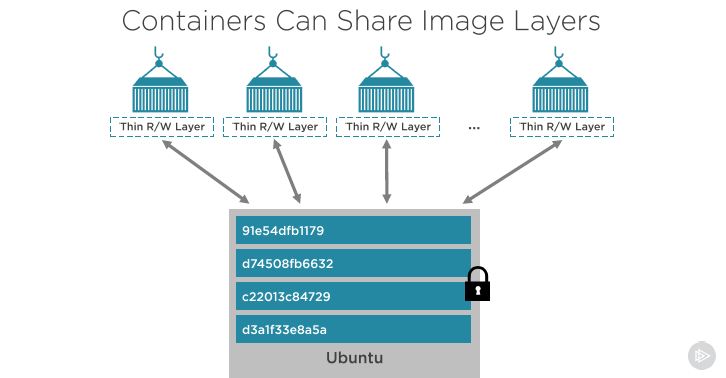 Containers Can Share Image Layers
Thin R/W Layer
Thin R/W Layer
Thin R/W Layer
...
Thin R/W Layer
91e54dfb1179
d74508fb6632
c22013c84729
d3a1f33e8a5a
Ubuntu